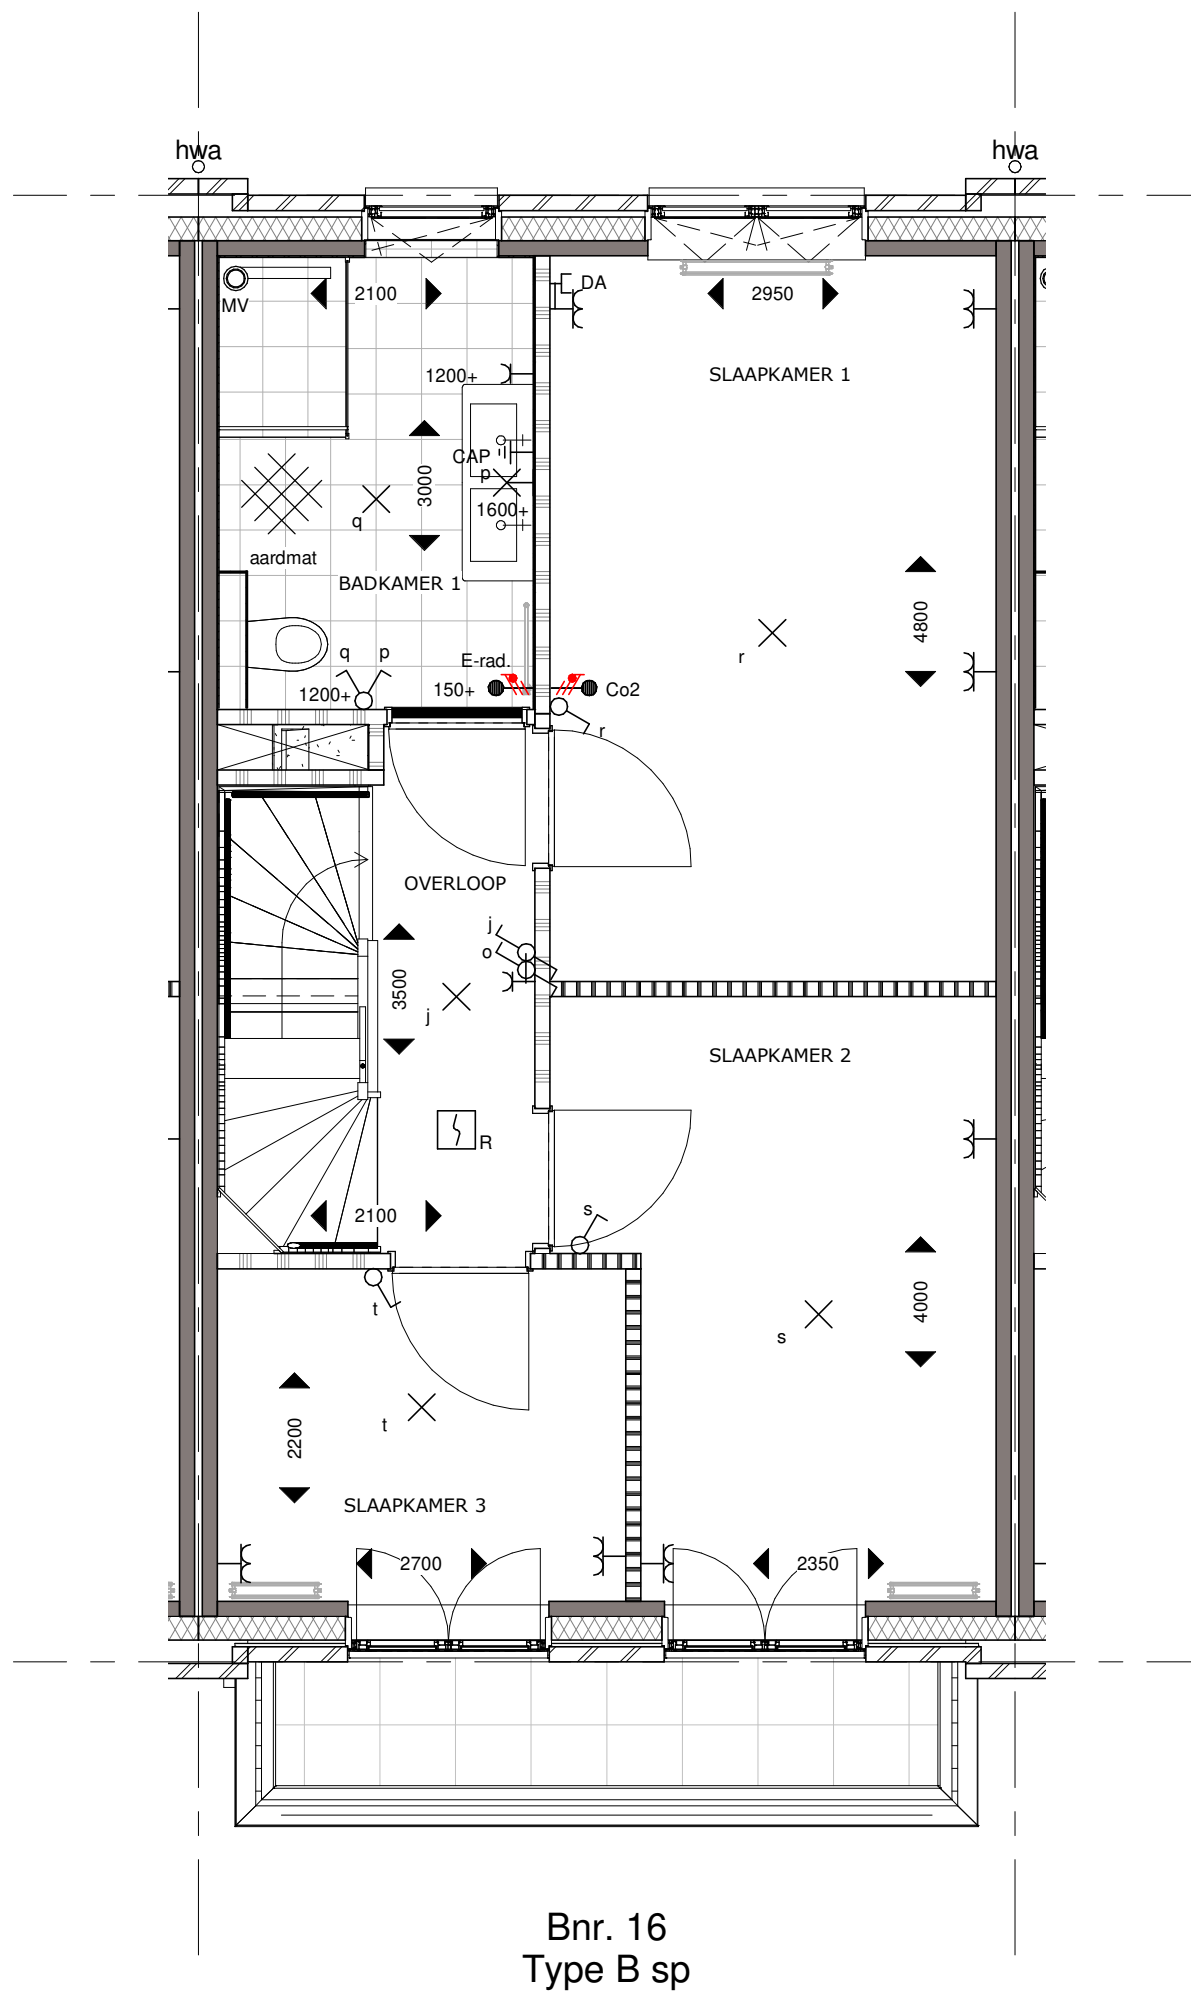 hwa
hwa
MV
2100
DA
2950
SLAAPKAMER 1
1200+
CAP
p
3000
1600+
q
aardmat
BADKAMER 1
4800
r
q p
E-rad.
1200+
150+
Co2
r
OVERLOOP
j
o
3500
j
SLAAPKAMER 2
R
2100
s
t
4000
s
t
2200
SLAAPKAMER 3
2700
2350
Bnr. 16
Type B sp